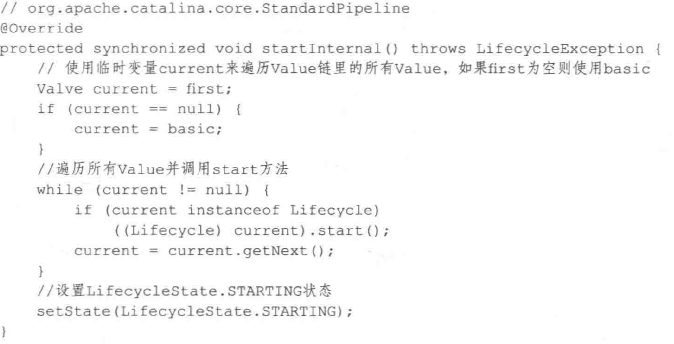 // org.apache.catalina.core.StandardPipeline
@Override
protected synchronized void startInternal() throws LifecycleException {
    // 使用临时变量current来遍历Value链里的所有Value，如果first为空则使用basic
    Valve current = first;
    if (current == null) {
        current = basic;
    }
    //遍历所有Value并调用start方法
    while (current != null) {
        if (current instanceof Lifecycle)
            ((Lifecycle) current).start();
        current = current.getNext();
    }
    //设置LifecycleState.STARTING状态
    setState(LifecycleState.STARTING);
}